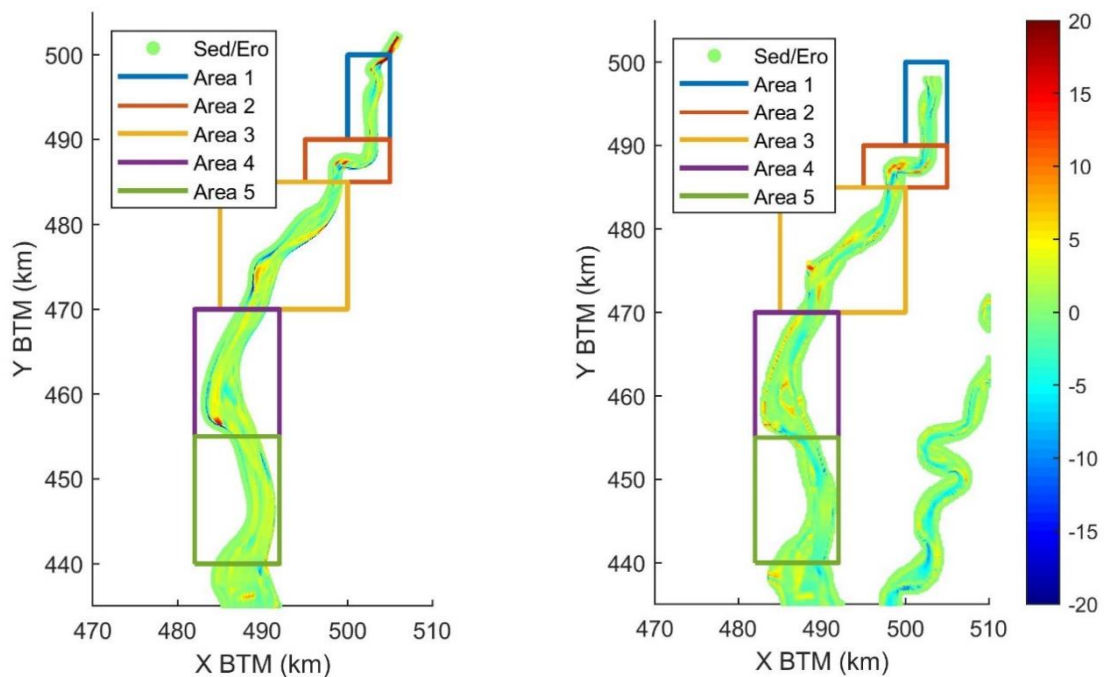 Sed/Ero
Area 1
Area 2
Area 3
Area 4
Area 5
500
490
480
470
460
450
440
Y BTM (km)
470 480 490 500 510
X BTM (km)
Sed/Ero
Area 1
Area 2
Area 3
Area 4
Area 5
500
490
480
470
460
450
440
Y BTM (km)
470 480 490 500 510
X BTM (km)
20
15
10
5
0
-5
-10
-15
-20